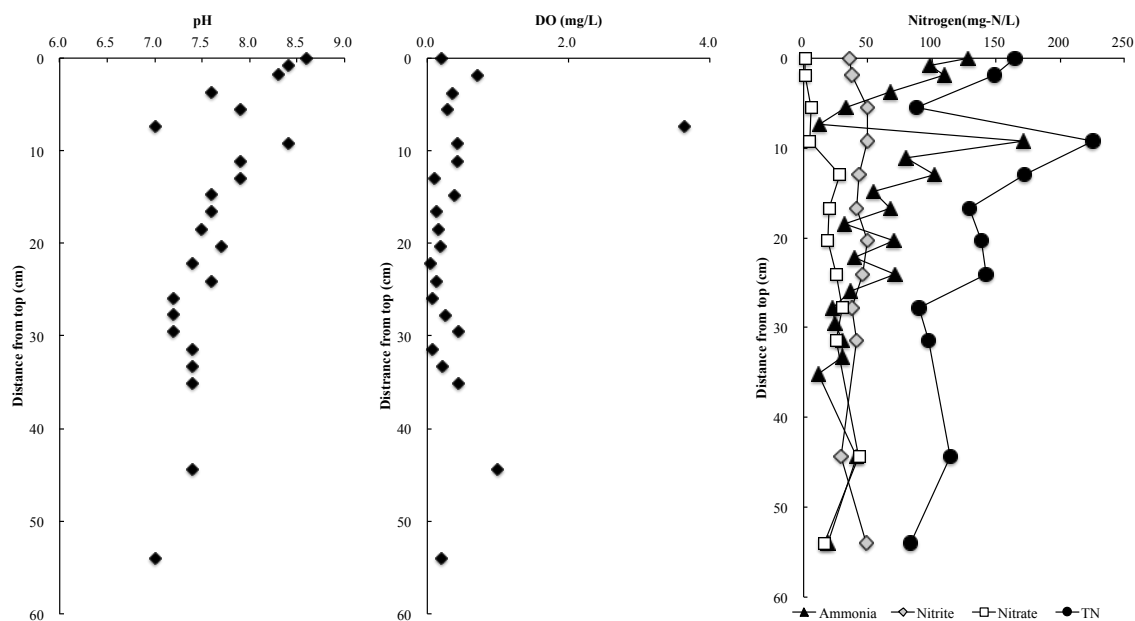 pH
6.0 7.0 7.5 8.0 8.5 9.0
0
10
20
30
40
50
60
Distance from top (cm)
DO (mg/L)
0.0 2.0 4.0
0
10
20
30
40
50
60
Distrance from top (cm)
Nitrogen(mg-N/L)
0 50 100 150 200 250
0
10
20
30
40
50
60
Distance from top (cm)
Ammonia Nitrite Nitrate TN